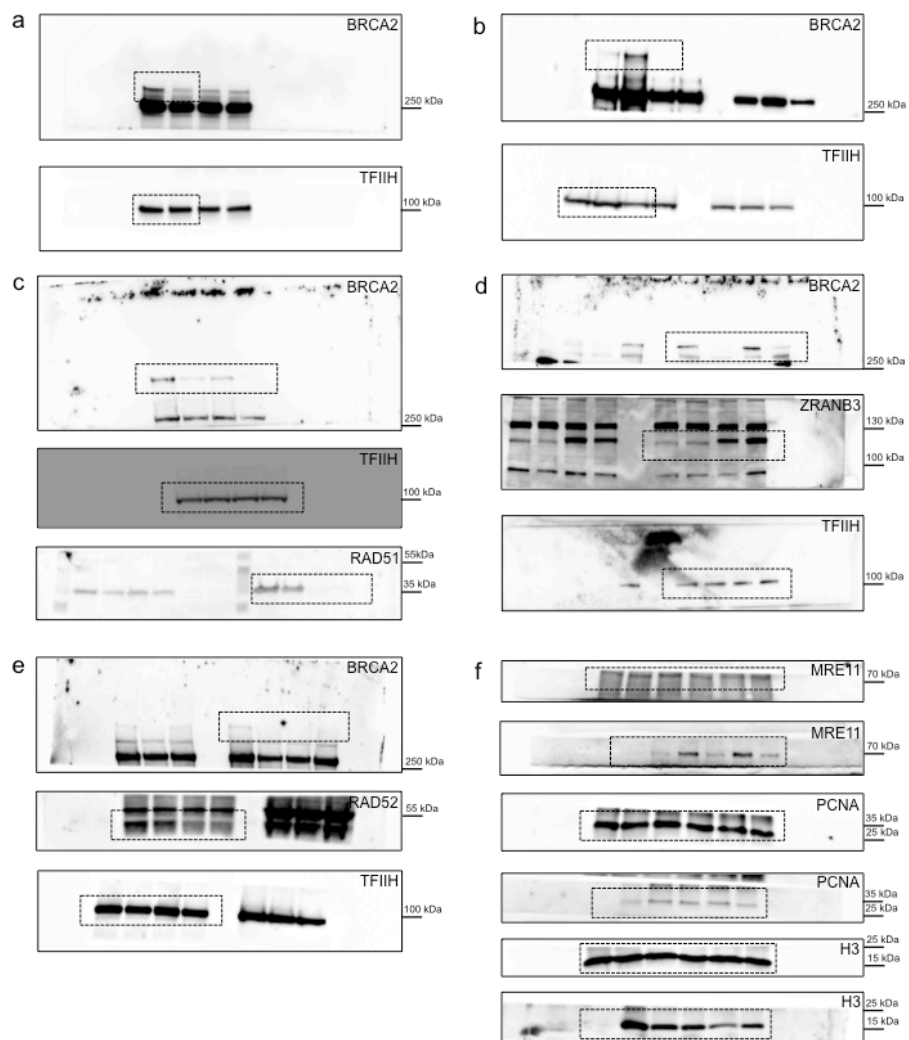 a
BRCA2
250 kDa
TFIIH
100 kDa
b
BRCA2
250 kDa
TFIIH
100 kDa
c
BRCA2
250 kDa
TFIIH
100 kDa
RAD51
55kDa
35 kDa
d
BRCA2
250 kDa
ZRANB3
130 kDa
100 kDa
TFIIH
100 kDa
e
BRCA2
250 kDa
RAD52
55 kDa
TFIIH
100 kDa
f
MRE11
70 kDa
MRE11
70 kDa
PCNA
35 kDa
25 kDa
PCNA
35 kDa
25 kDa
H3
25 kDa
15 kDa
H3
25 kDa
15 kDa